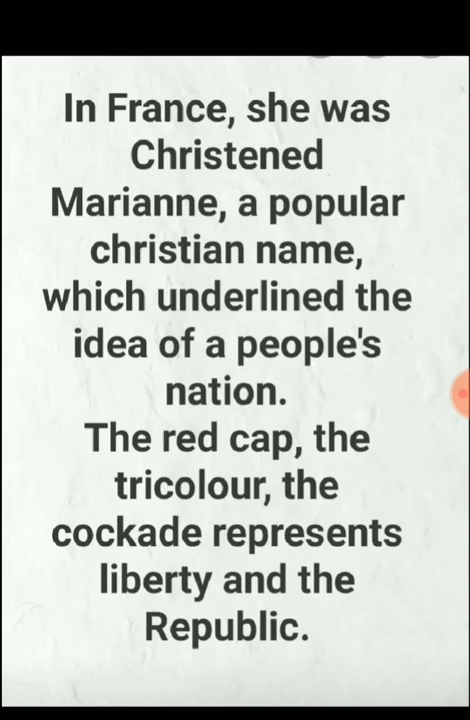 In France, she was
Christened
Marianne, a popular
christian name,
which underlined the
idea of a people's
nation.
The red cap, the
tricolour, the
cockade represents
liberty and the
Republic.